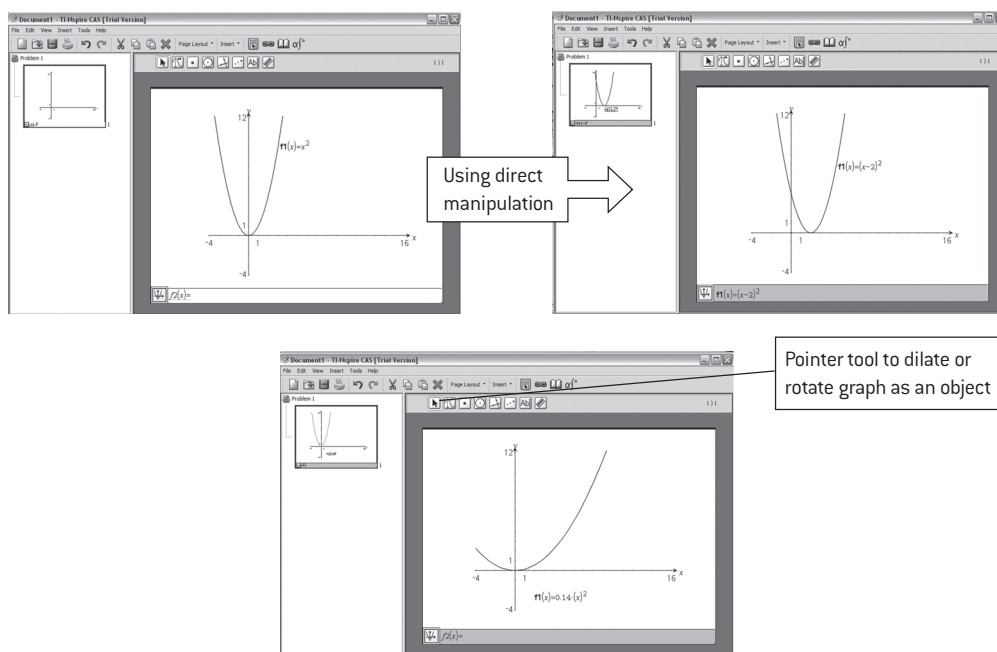 Document1 - TI-Nspire CAS [Trial Version]
File Edit View Insert Tools Help
Page Layout Insert
Problem 1
1
1)1
12
y
f1(x)=x²
1
-4
1
16
x
-4
f2(x)=
Using direct
manipulation
Document1 - TI-Nspire CAS [Trial Version]
File Edit View Insert Tools Help
Page Layout Insert
Problem 1
1
1)1
12
y
f1(x)=(x-2)²
1
-4
1
16
x
-4
f1(x)=(x-2)²
Pointer tool to dilate or
rotate graph as an object
Document1 - TI-Nspire CAS [Trial Version]
File Edit View Insert Tools Help
Page Layout Insert
Problem 1
1
1)1
12
y
1
-4
1
16
x
f1(x)=0.14·(x)²
-4
f2(x)=